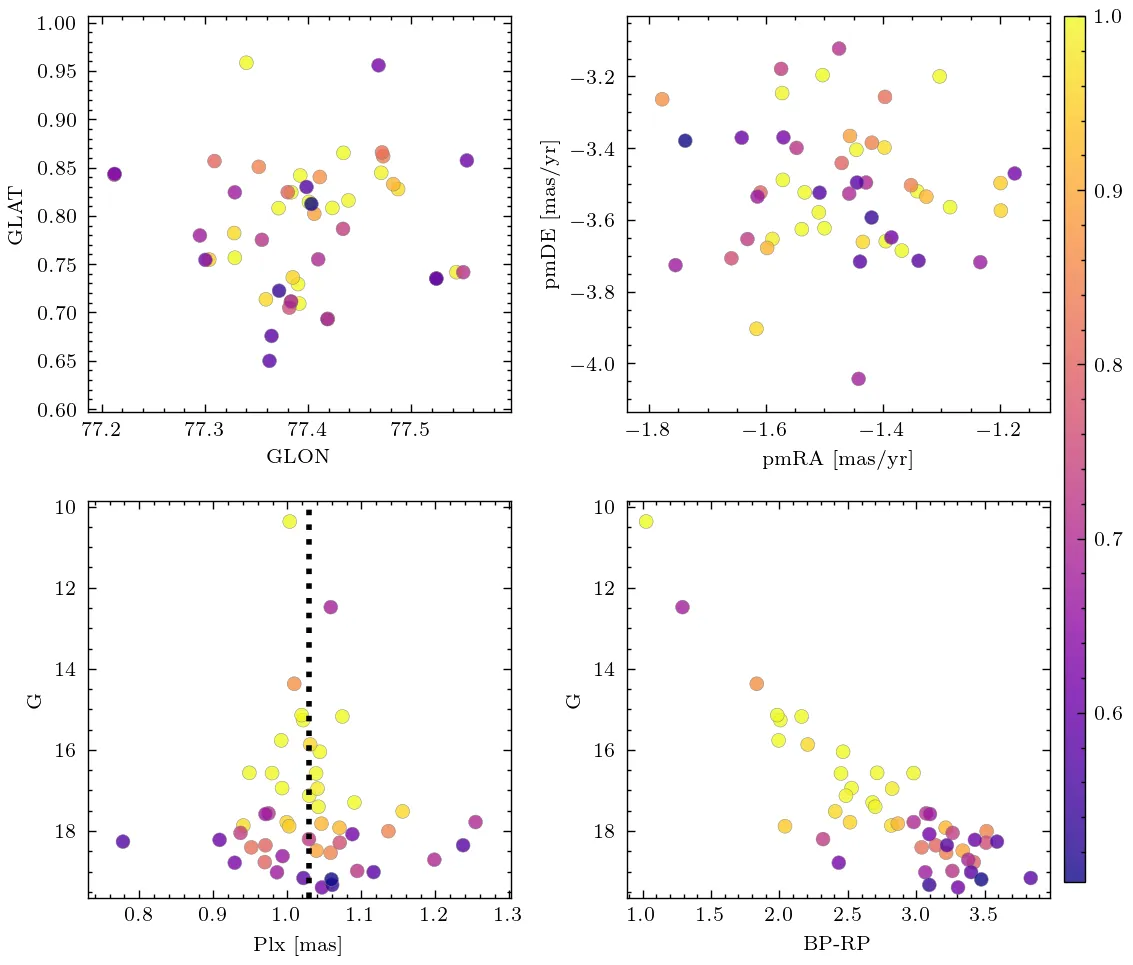 1.00
0.95
0.90
0.85
0.80
0.75
0.70
0.65
0.60
GLAT
77.2 77.3 77.4 77.5
GLON
−3.2
−3.4
−3.6
−3.8
−4.0
pmDE [mas/yr]
−1.8 −1.6 −1.4 −1.2
pmRA [mas/yr]
1.0
0.9
0.8
0.7
0.6
10
12
14
16
18
G
0.8 0.9 1.0 1.1 1.2 1.3
Plx [mas]
10
12
14
16
18
G
1.0 1.5 2.0 2.5 3.0 3.5
BP-RP